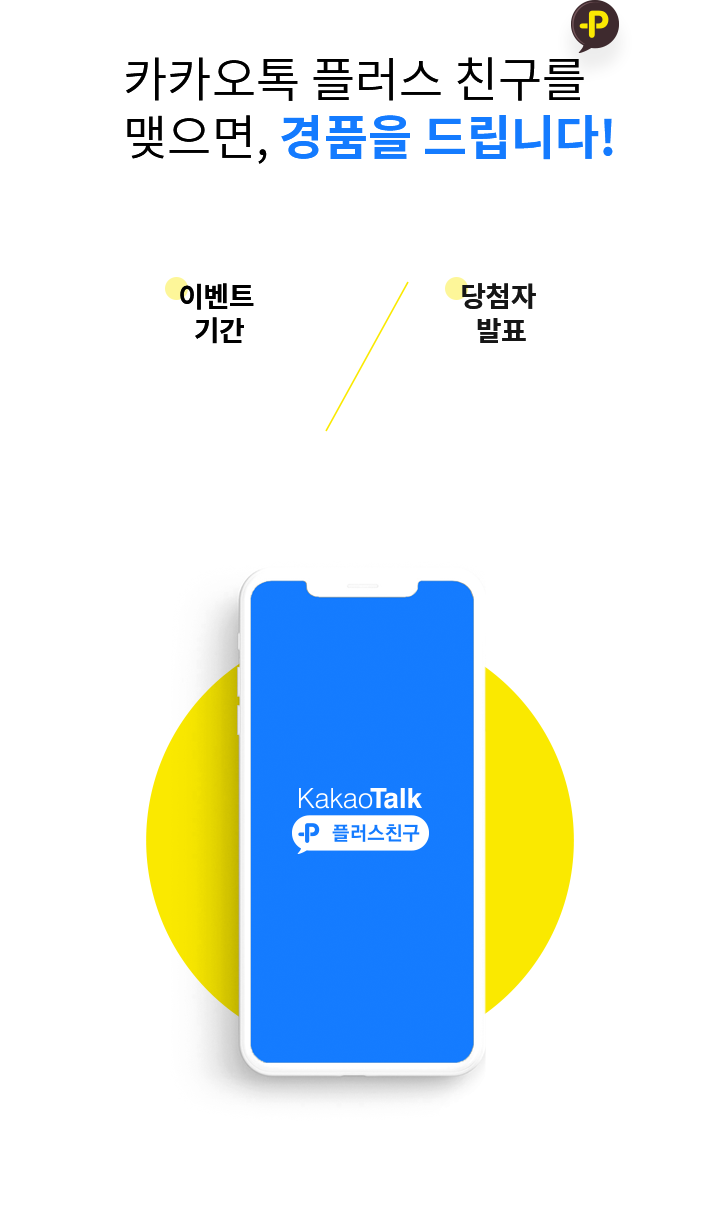 카카오톡 플러스 친구를
맺으면, 경품을 드립니다!
이벤트
기간
당첨자
발표
KakaoTalk
P 플러스친구